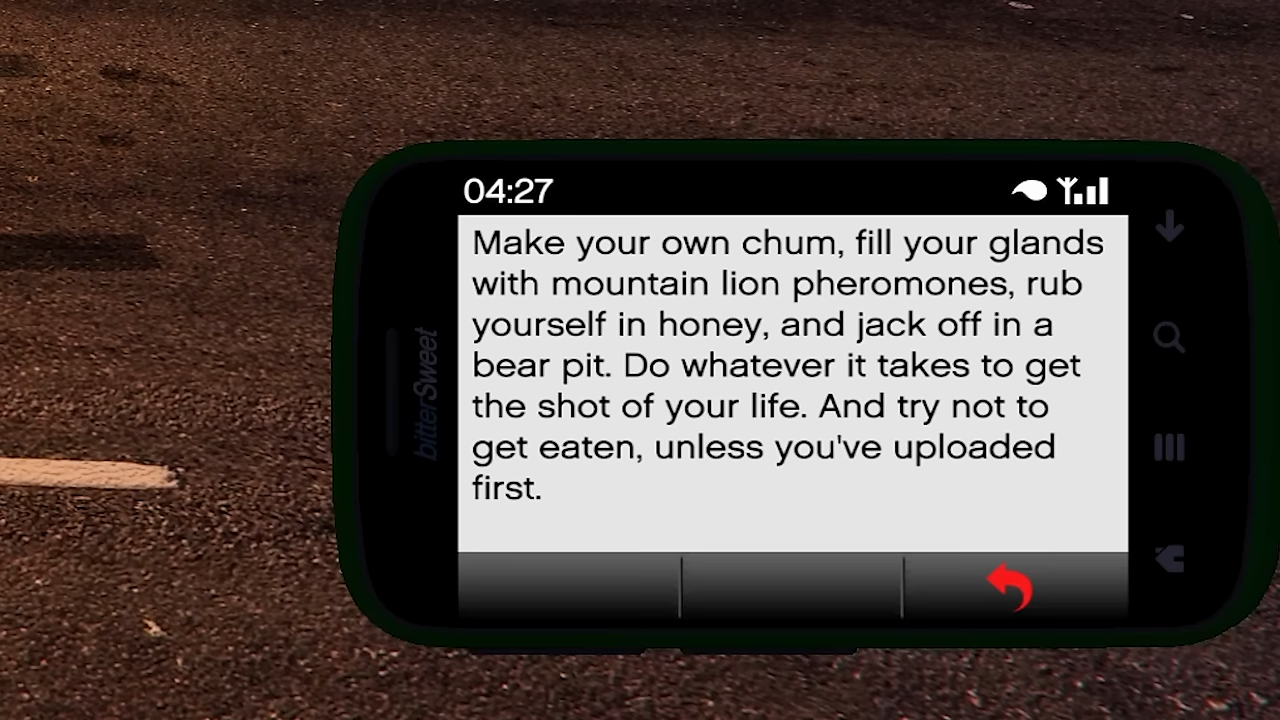 04:27
Make your own chum, fill your glands
with mountain lion pheromones, rub
yourself in honey, and jack off in a
bear pit. Do whatever it takes to get
the shot of your life. And try not to
get eaten, unless you've uploaded
first.
bitterSweet